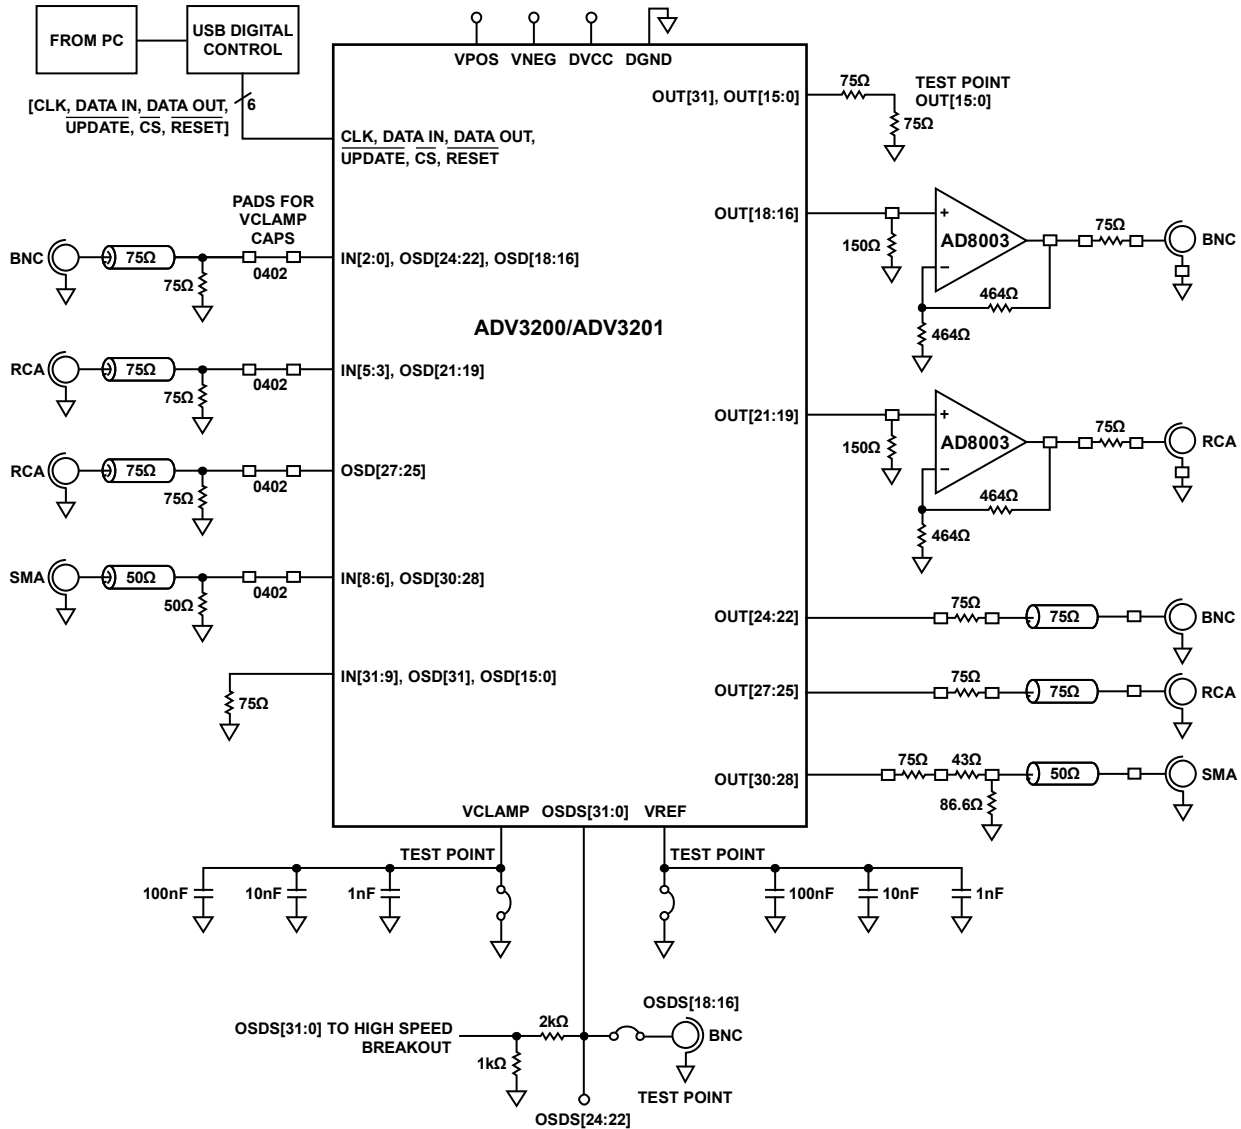 FROM PC
USB DIGITAL
CONTROL
[CLK, DATA IN, DATA OUT,
UPDATE, CS, RESET]
6
VPOS
VNEG
DVCC
DGND
CLK, DATA IN, DATA OUT,
UPDATE, CS, RESET
OUT[31], OUT[15:0]
75Ω
75Ω
TEST POINT
OUT[15:0]
PADS FOR
VCLAMP
CAPS
BNC
75Ω
75Ω
0402
IN[2:0], OSD[24:22], OSD[18:16]
OUT[18:16]
150Ω
+
AD8003
−
464Ω
464Ω
75Ω
BNC
ADV3200/ADV3201
RCA
75Ω
75Ω
0402
IN[5:3], OSD[21:19]
OUT[21:19]
150Ω
+
AD8003
−
464Ω
464Ω
75Ω
RCA
RCA
75Ω
75Ω
0402
OSD[27:25]
SMA
50Ω
50Ω
0402
IN[8:6], OSD[30:28]
OUT[24:22]
75Ω
75Ω
BNC
IN[31:9], OSD[31], OSD[15:0]
75Ω
OUT[27:25]
75Ω
75Ω
RCA
OUT[30:28]
75Ω
43Ω
86.6Ω
50Ω
SMA
VCLAMP
OSDS[31:0]
VREF
TEST POINT
TEST POINT
100nF
10nF
1nF
100nF
10nF
1nF
OSDS[31:0] TO HIGH SPEED
BREAKOUT
2kΩ
1kΩ
OSDS[18:16]
BNC
TEST POINT
OSDS[24:22]